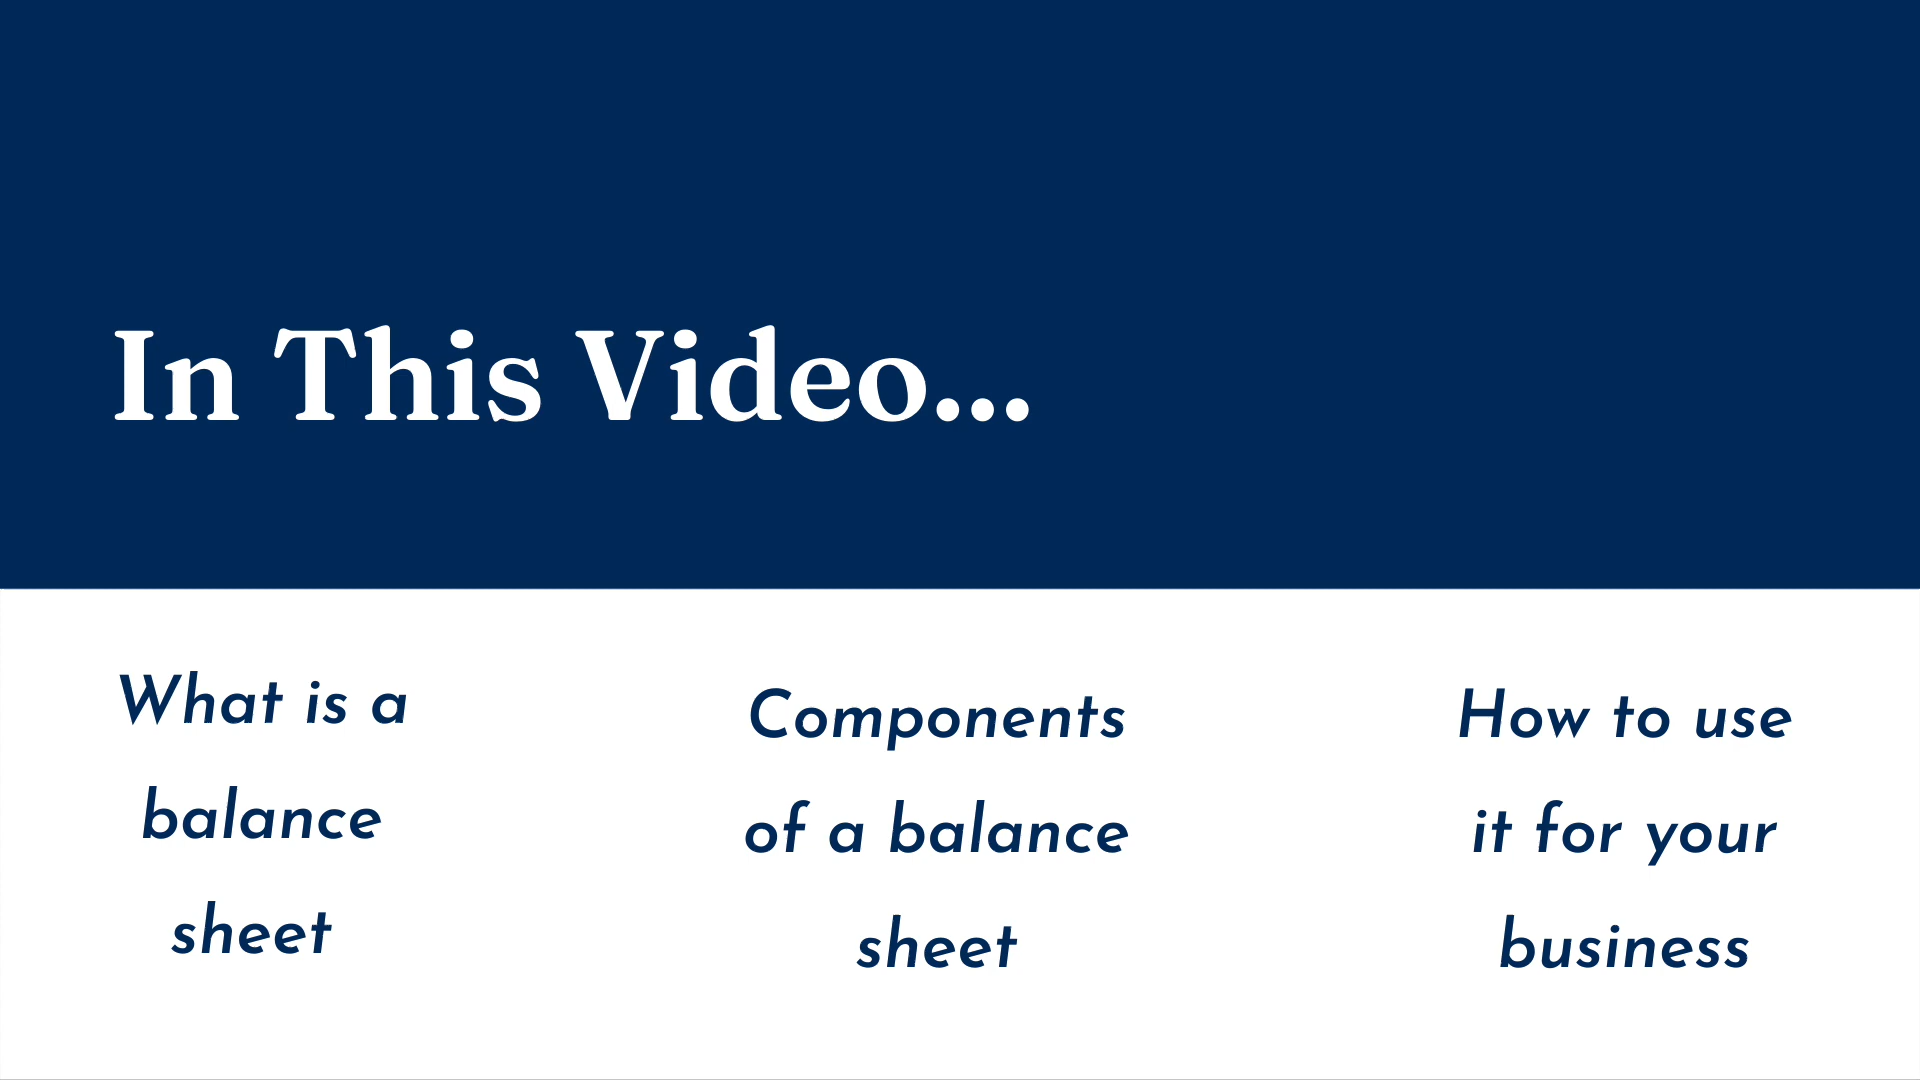 In This Video...
What is a
balance
sheet
Components
of a balance
sheet
How to use
it for your
business